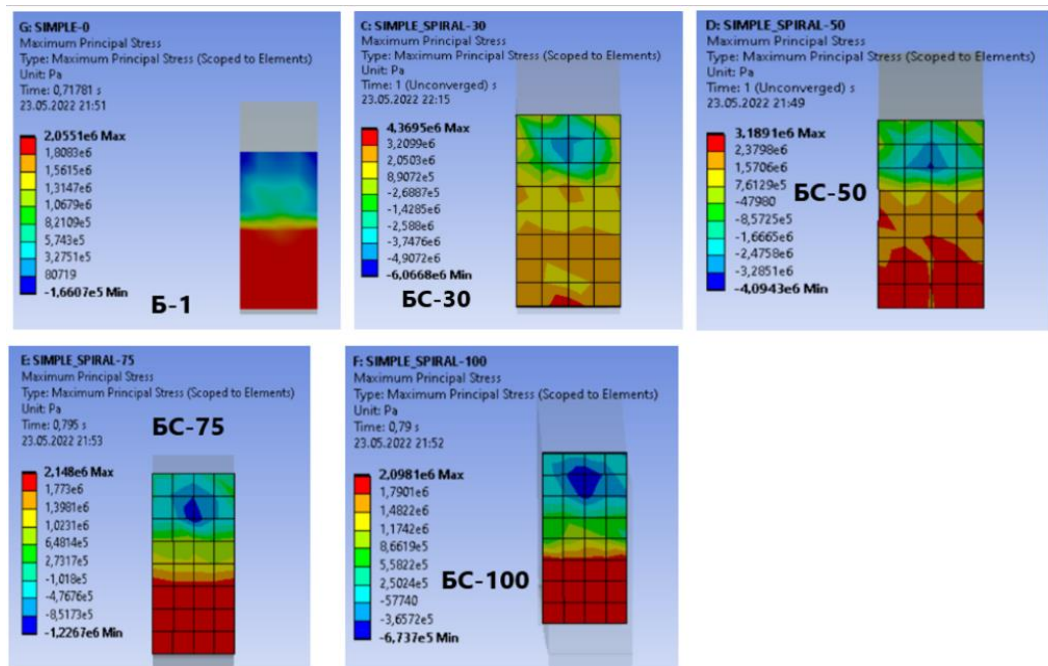 G: SIMPLE-0
Maximum Principal Stress
Type: Maximum Principal Stress (Scoped to Elements)
Unit: Pa
Time: 0,71781 s
23.05.2022 21:51
2,0551e6 Max
1,8083e6
1,5615e6
1,3147e6
1,0679e6
8,2109e5
5,743e5
3,2751e5
80719
-1,6607e5 Min
Б-1
C: SIMPLE_SPIRAL-30
Maximum Principal Stress
Type: Maximum Principal Stress (Scoped to Elements)
Unit: Pa
Time: 1 (Unconverged) s
23.05.2022 22:15
4,3695e6 Max
3,2099e6
2,0503e6
8,9072e5
-2,6887e5
-1,4285e6
-2,588e6
-3,7476e6
-4,9072e6
-6,0668e6 Min
БС-30
D: SIMPLE_SPIRAL-50
Maximum Principal Stress
Type: Maximum Principal Stress (Scoped to Elements)
Unit: Pa
Time: 1 (Unconverged) s
23.05.2022 21:49
3,1891e6 Max
2,3798e6
1,5706e6
7,6129e5
-47980
-8,5725e5
-1,6665e6
-2,4758e6
-3,2851e6
-4,0943e6 Min
БС-50
E: SIMPLE_SPIRAL-75
Maximum Principal Stress
Type: Maximum Principal Stress (Scoped to Elements)
Unit: Pa
Time: 0,795 s
23.05.2022 21:53
БС-75
2,148e6 Max
1,773e6
1,3981e6
1,0231e6
6,4814e5
2,7317e5
-1,018e5
-4,7676e5
-8,5173e5
-1,2267e6 Min
F: SIMPLE_SPIRAL-100
Maximum Principal Stress
Type: Maximum Principal Stress (Scoped to Elements)
Unit: Pa
Time: 0,79 s
23.05.2022 21:52
2,0981e6 Max
1,7901e6
1,4822e6
1,1742e6
8,6619e5
5,5822e5
2,5024e5
-57740
-3,6572e5
-6,737e5 Min
БС-100